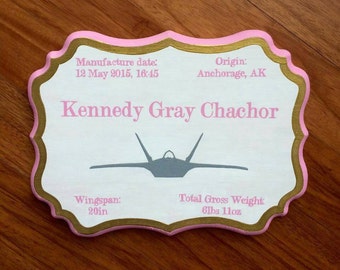 Manufacture date:
12 May 2015, 16:45
Origin:
Anchorage, AK
Kennedy Gray Chachor
Wingspan:
20in
Total Gross Weight:
6lbs 11oz